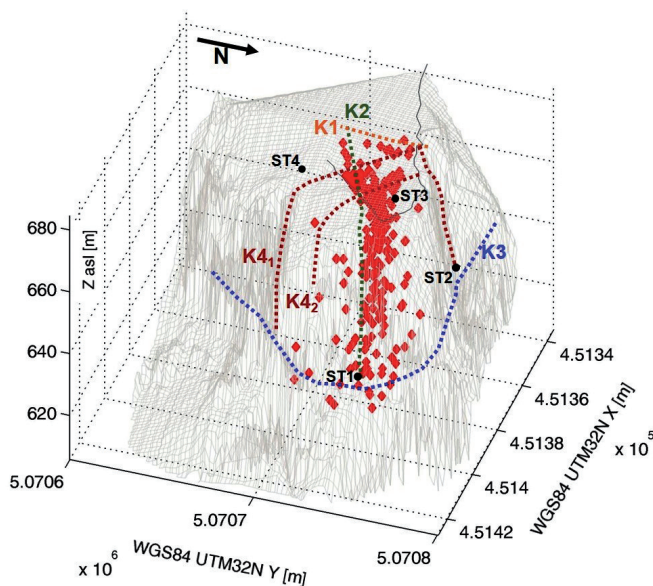 N
K2
K1
ST4
ST3
K3
K4₁
ST2
K4₂
ST1
Z asl [m]
680
660
640
620
4.5134
4.5136
4.5138
4.514
4.5142
x 10⁵
WGS84 UTM32N X [m]
5.0706
5.0707
5.0708
x 10⁶
WGS84 UTM32N Y [m]